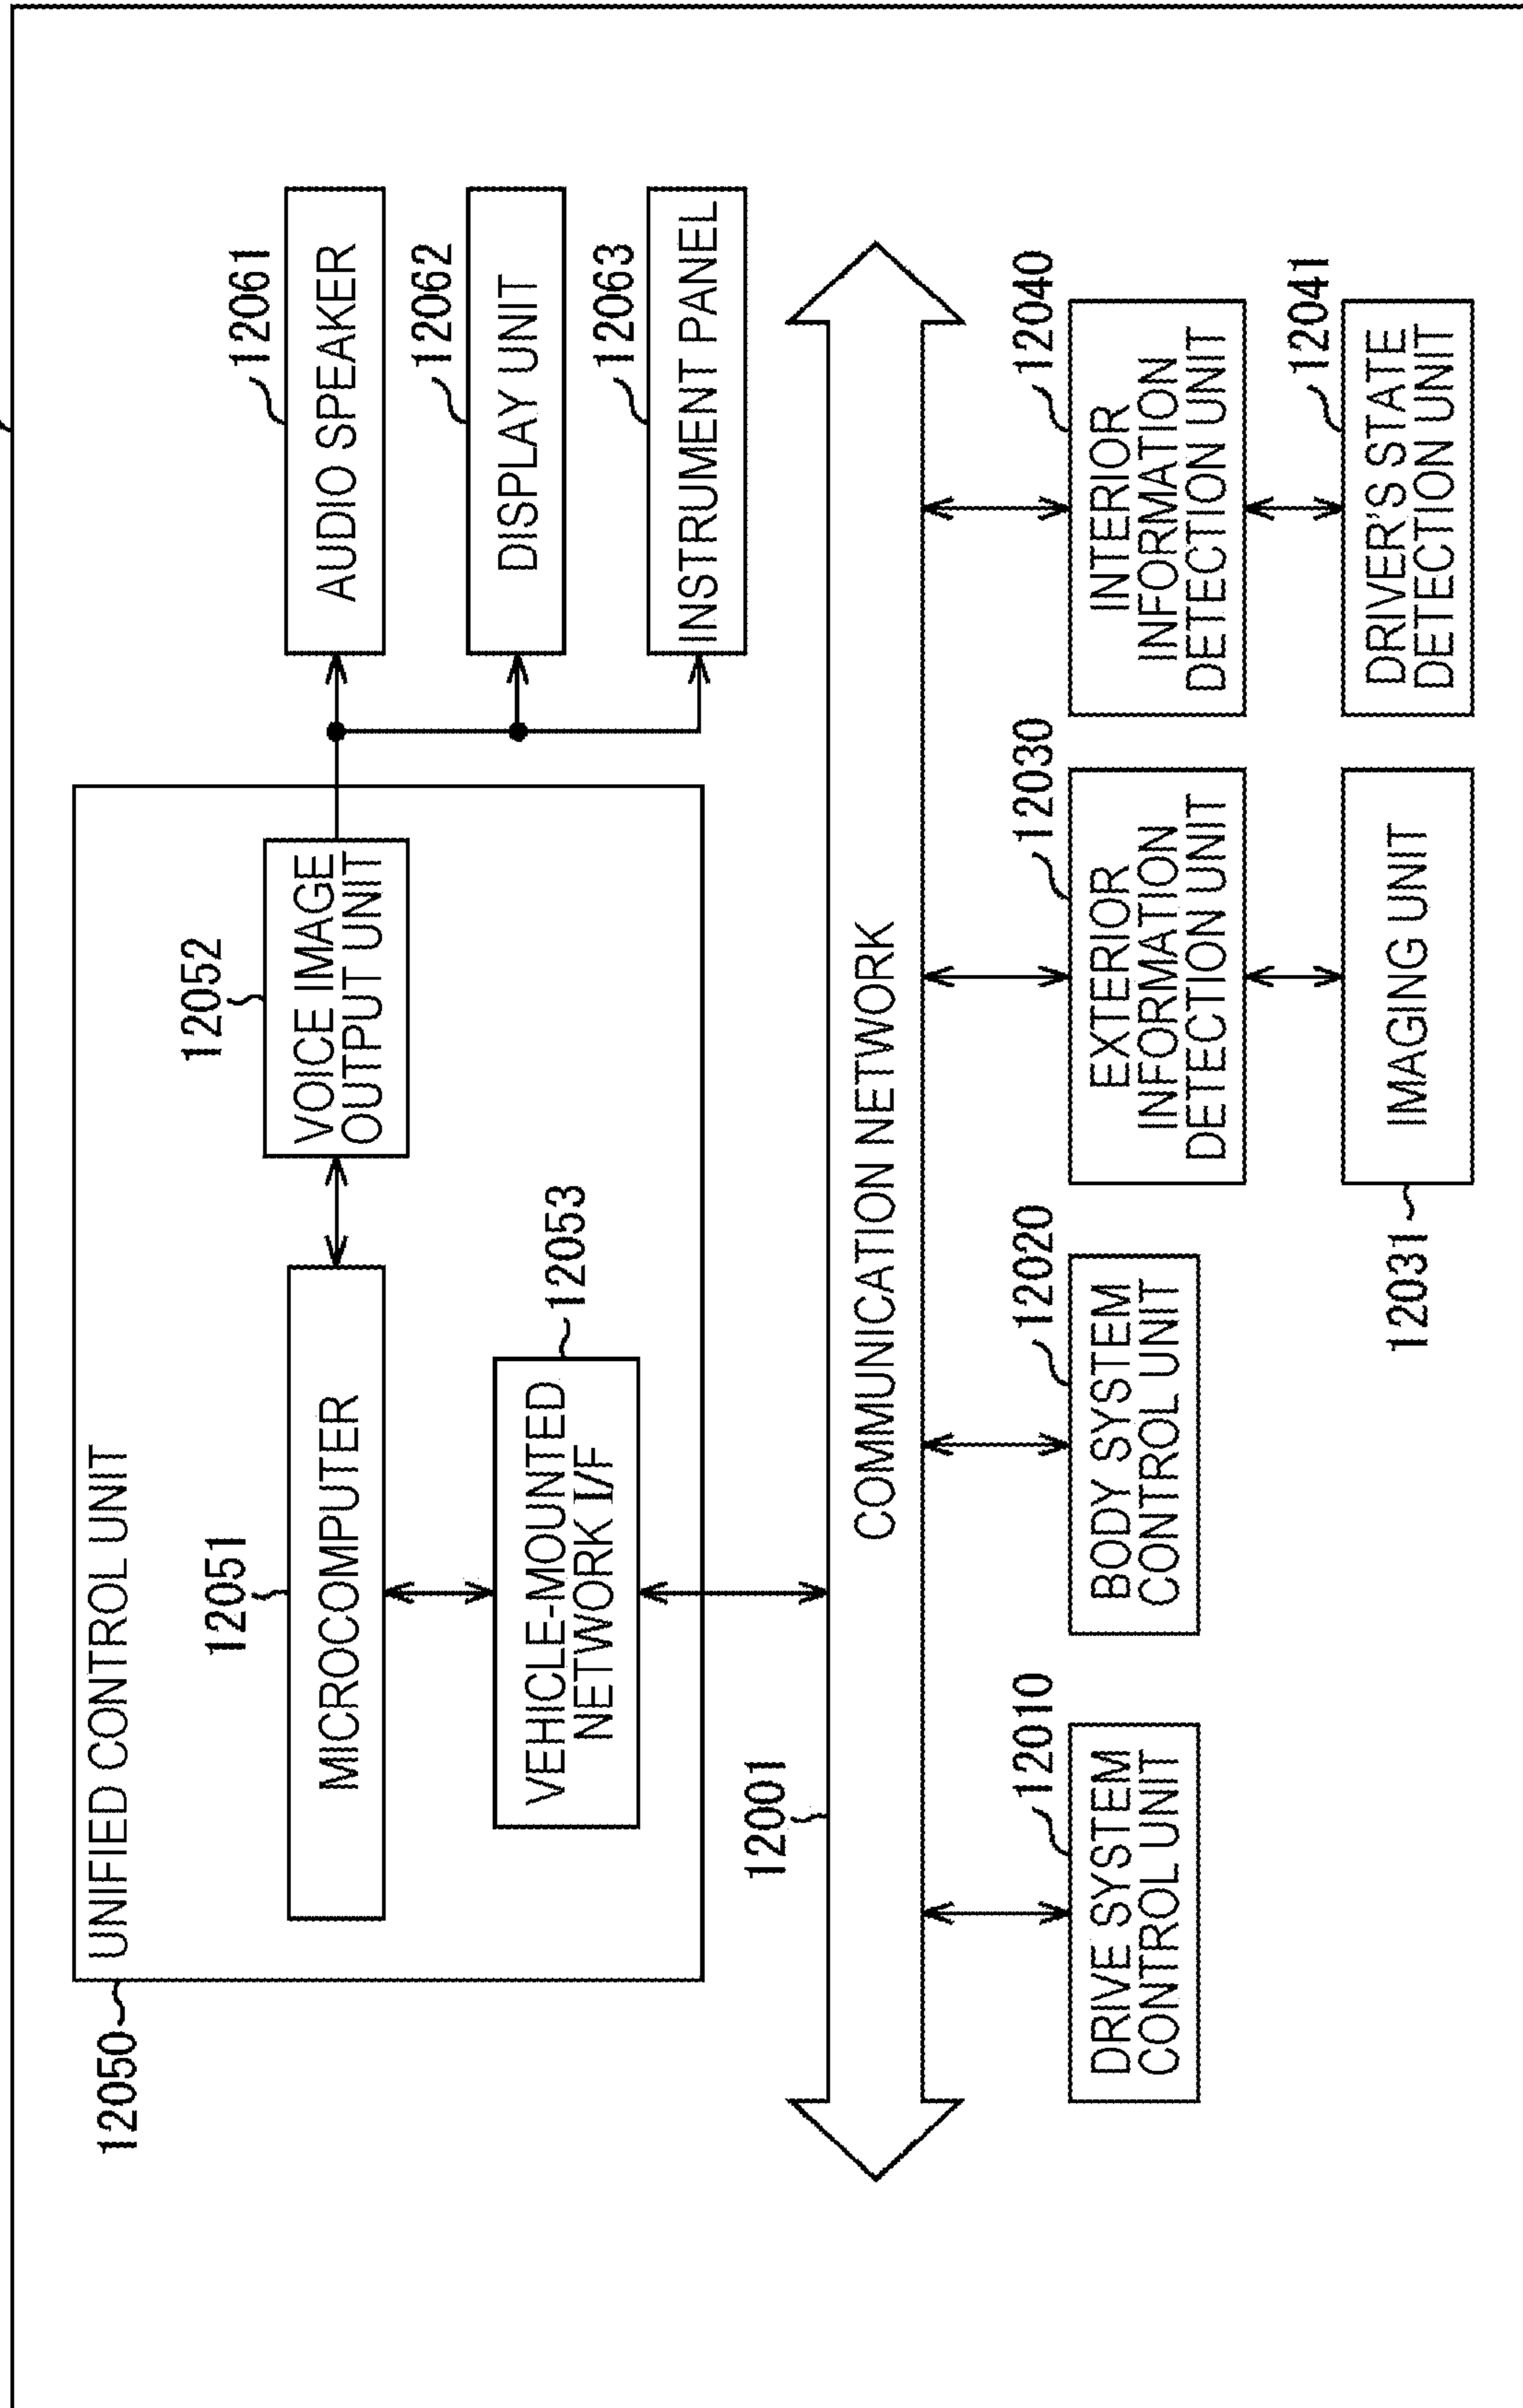 UNIFIED CONTROL UNIT
12050
12051
MICROCOMPUTER
12052
VOICE IMAGE
OUTPUT UNIT
12053
VEHICLE-MOUNTED
NETWORK I/F
12061
AUDIO SPEAKER
12062
DISPLAY UNIT
12063
INSTRUMENT PANEL
12001
COMMUNICATION NETWORK
12010
DRIVE SYSTEM
CONTROL UNIT
12020
BODY SYSTEM
CONTROL UNIT
12030
EXTERIOR
INFORMATION
DETECTION UNIT
12040
INTERIOR
INFORMATION
DETECTION UNIT
12031
IMAGING UNIT
12041
DRIVER'S STATE
DETECTION UNIT